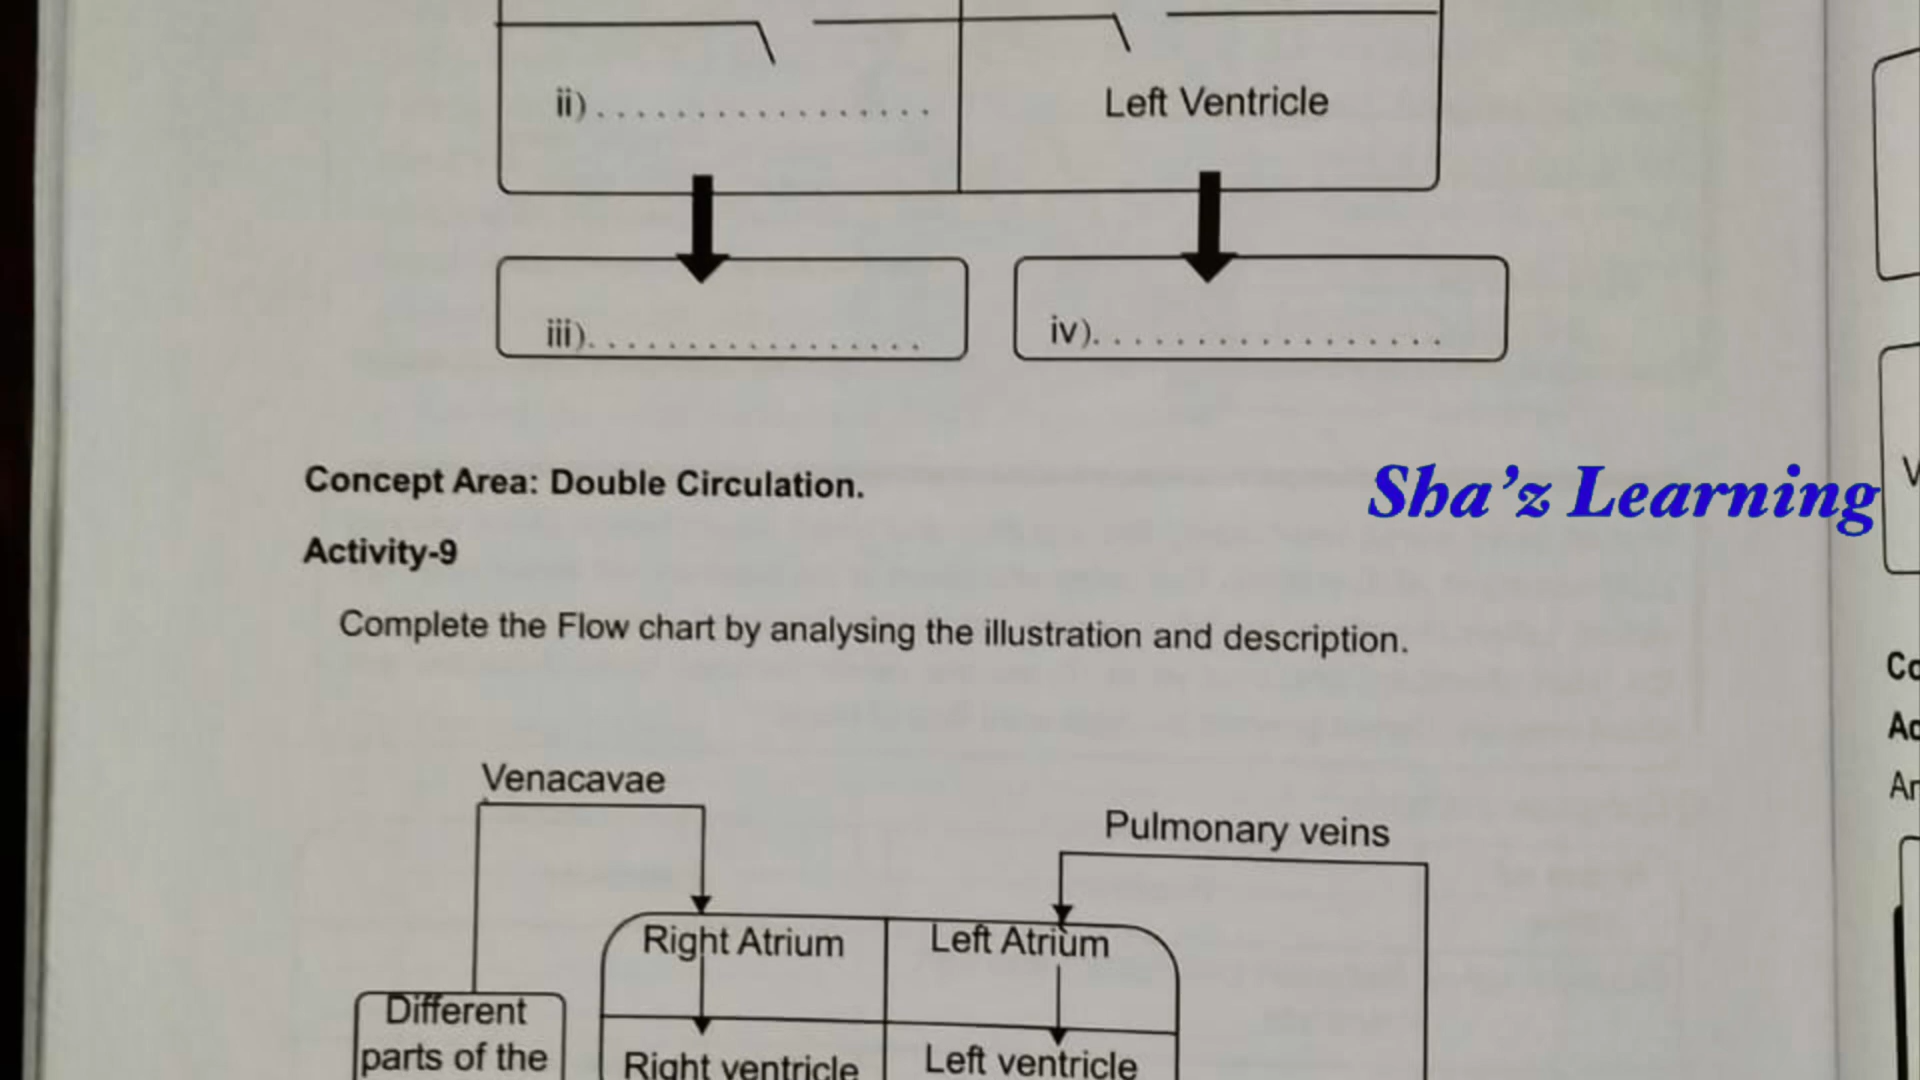 ii).................
Left Ventricle
iii).................
iv).................
Concept Area: Double Circulation.
Sha'z Learning
Activity-9
Complete the Flow chart by analysing the illustration and description.
Venacavae
Pulmonary veins
Right Atrium
Left Atrium
Different
parts of the
Right ventricle
Left ventricle